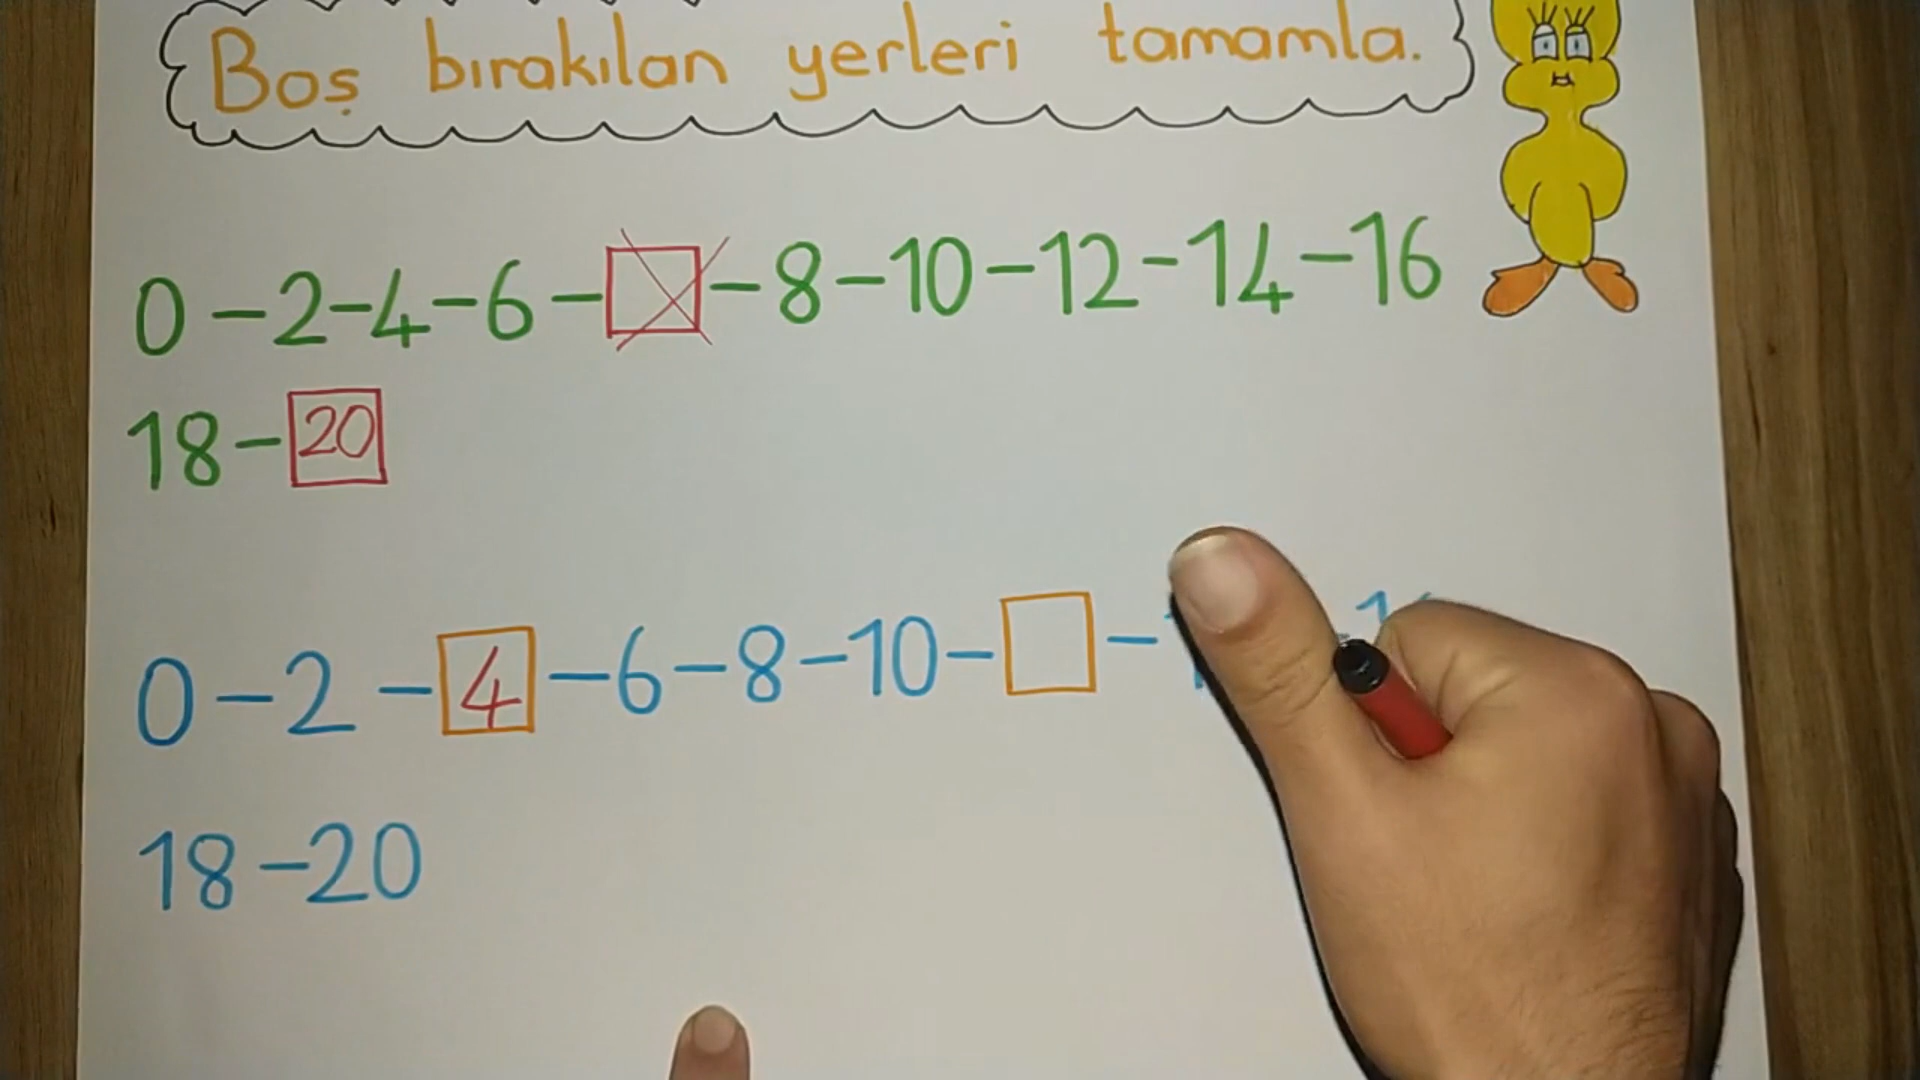 Boş bırakılan yerleri tamamla.
0-2-4-6-□-8-10-12-14-16
18-20
0-2-4-6-8-10-□-
18-20